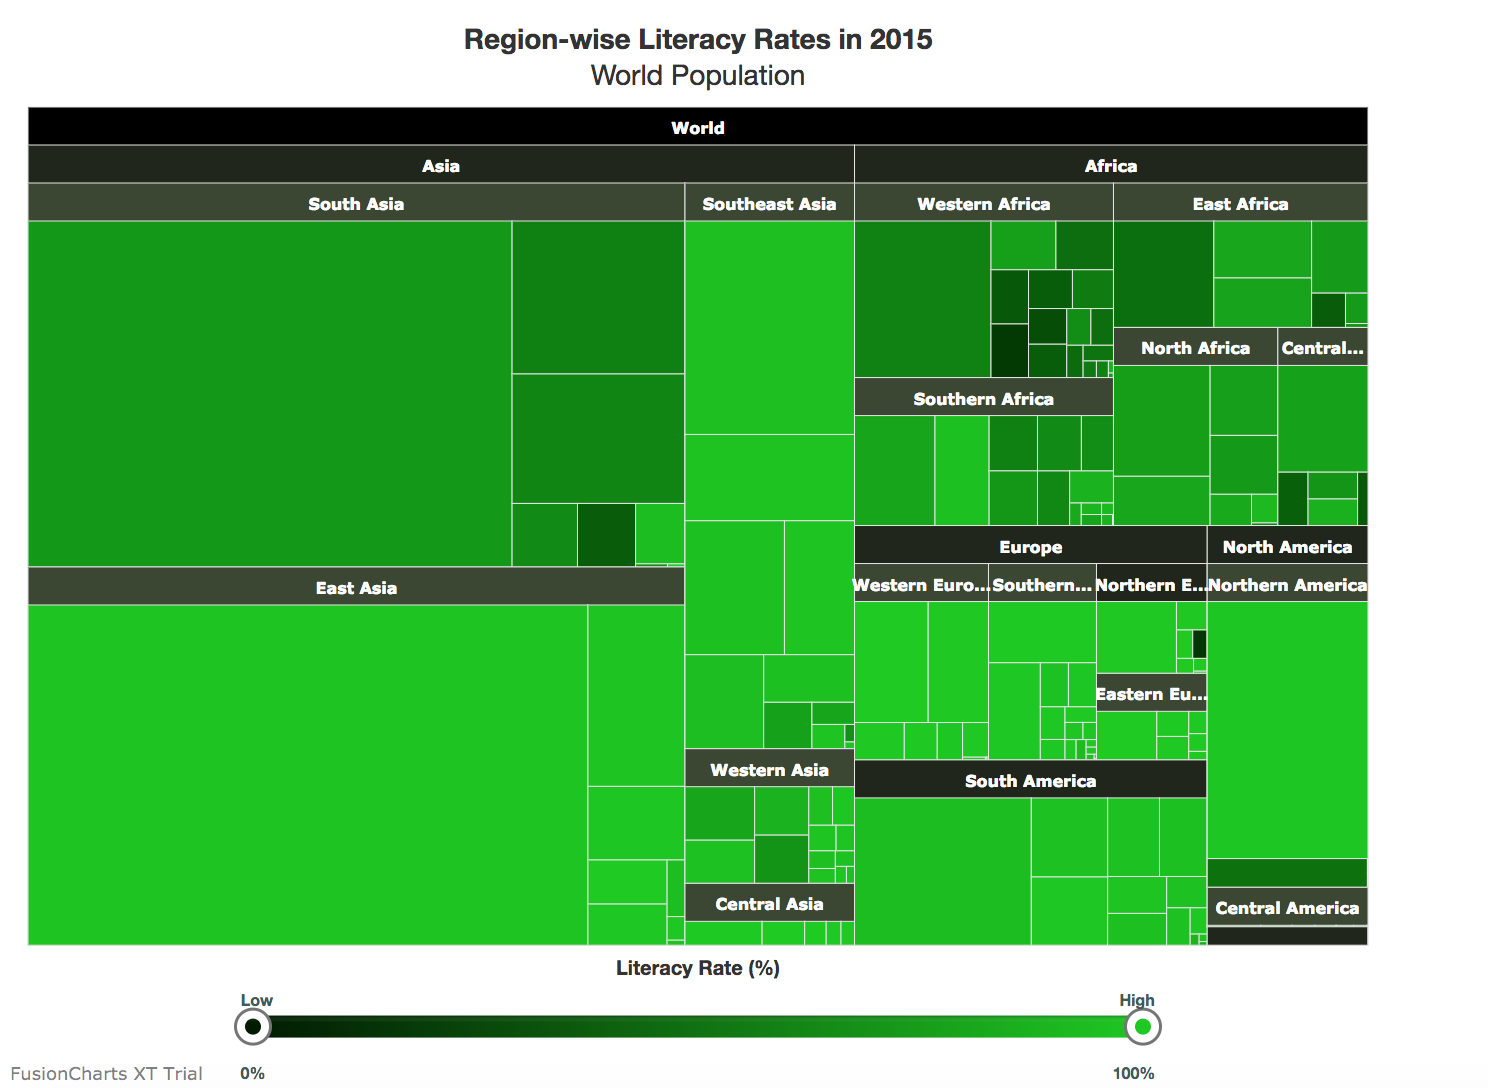 Region-wise Literacy Rates in 2015
World Population
World
Asia
Africa
South Asia
Southeast Asia
Western Africa
East Africa
North Africa
Central...
Southern Africa
Europe
North America
Western Euro...
Southern...
Northern E...
Northern America
East Asia
Eastern Eu...
Western Asia
South America
Central Asia
Central America
Literacy Rate (%)
Low
High
0%
100%
FusionCharts XT Trial